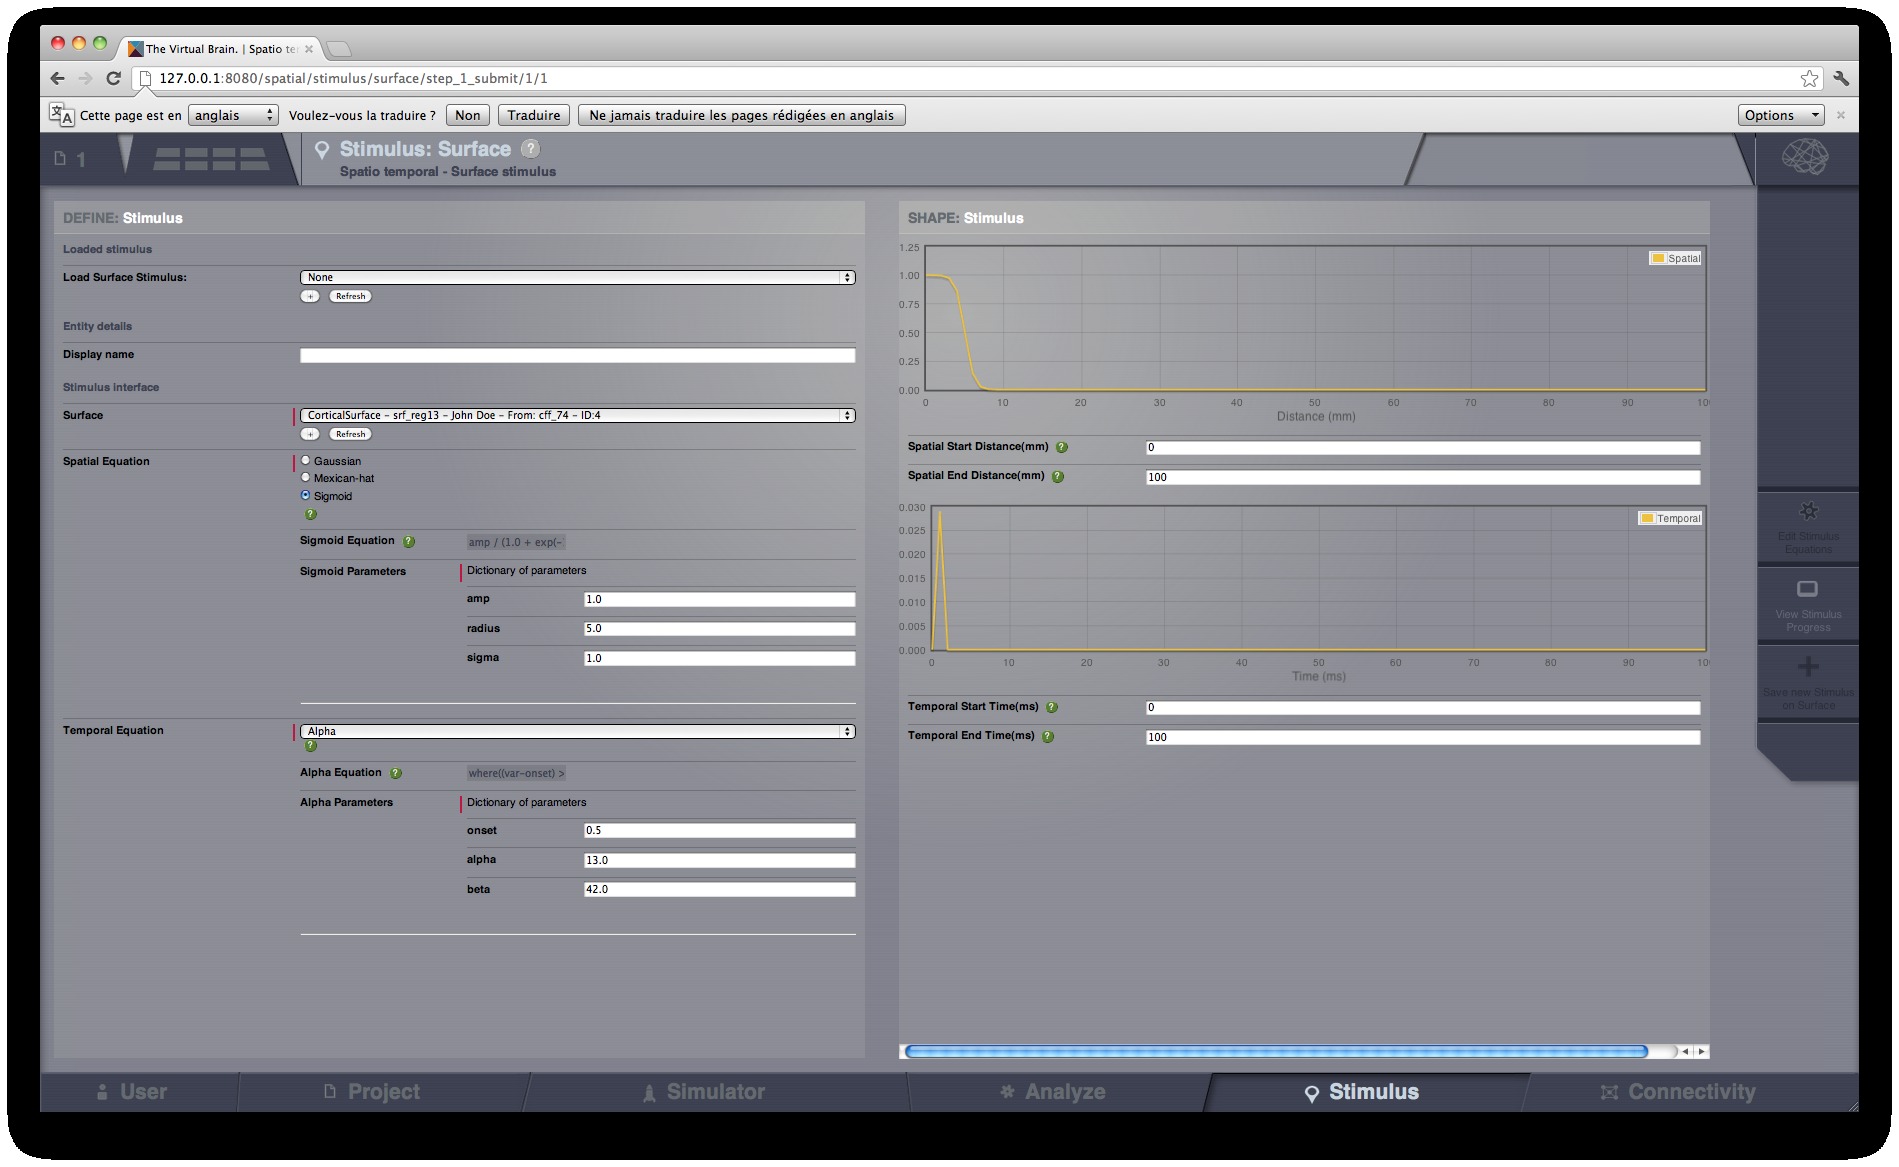 The Virtual Brain. | Spatio te
127.0.0.1:8080/spatial/stimulus/surface/step_1_submit/1/1
Cette page est en anglais Voulez-vous la traduire ? Non Traduire Ne jamais traduire les pages rédigées en anglais Options
1
Stimulus: Surface ?
Spatio temporal - Surface stimulus
DEFINE: Stimulus
Loaded stimulus
Load Surface Stimulus: None
+ Refresh
Entity details
Display name
Stimulus interface
Surface CorticalSurface - srf_reg13 - John Doe - From: cff_74 - ID:4
+ Refresh
Spatial Equation Gaussian
Mexican-hat
Sigmoid
?
Sigmoid Equation ? amp / (1.0 + exp(-
Sigmoid Parameters Dictionary of parameters
amp 1.0
radius 5.0
sigma 1.0
Temporal Equation Alpha
?
Alpha Equation ? where((var-onset) >
Alpha Parameters Dictionary of parameters
onset 0.5
alpha 13.0
beta 42.0
SHAPE: Stimulus
1.25
1.00
0.75
0.50
0.25
0.00
Spatial
0 10 20 30 40 50 60 70 80 90 10
Distance (mm)
Spatial Start Distance(mm) ? 0
Spatial End Distance(mm) ? 100
0.030
0.025
0.020
0.015
0.010
0.005
0.000
Temporal
0 10 20 30 40 50 60 70 80 90 10
Time (ms)
Temporal Start Time(ms) ? 0
Temporal End Time(ms) ? 100
Edit Stimulus
Equations
View Stimulus
Progress
Save new Stimulus
on Surface
User Project Simulator Analyze Stimulus Connectivity